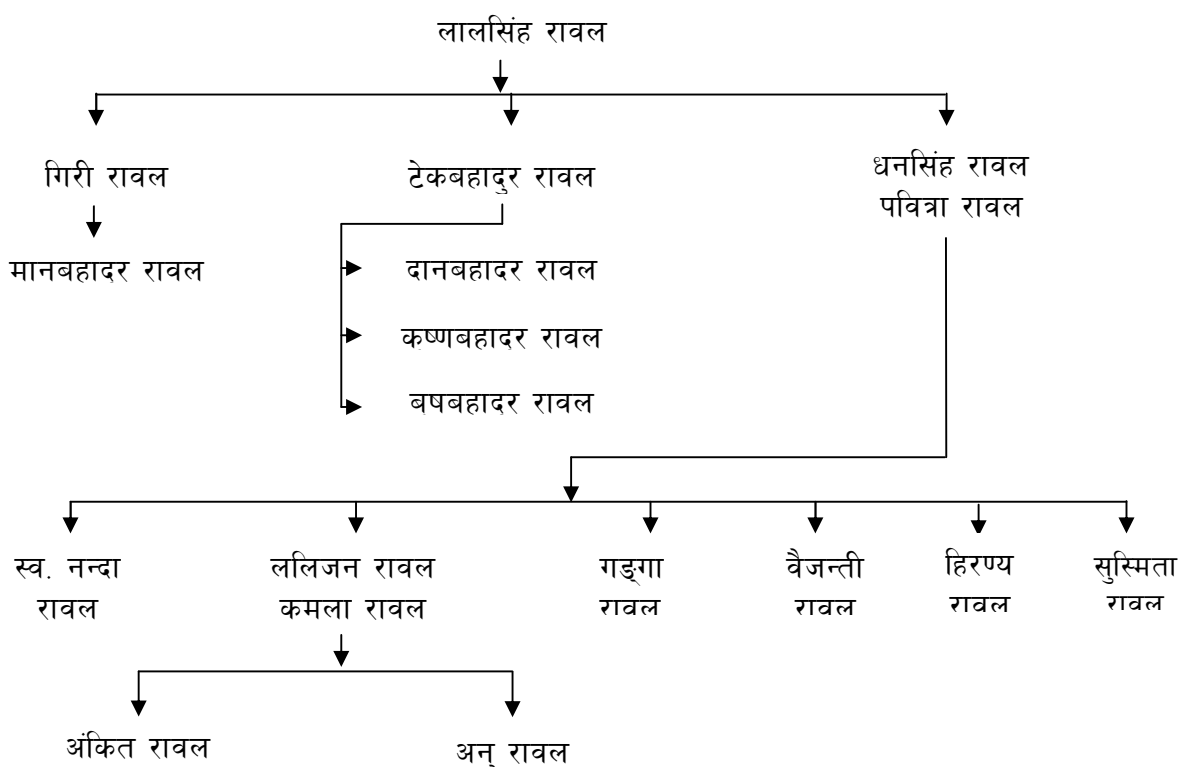 लालसिंह रावल
गिरी रावल
टेकबहादुर रावल
धनसिंह रावल
पवित्रा रावल
मानबहादर रावल
दानबहादर रावल
कष्णबहादर रावल
बषबहादर रावल
स्व. नन्दा
रावल
ललिजन रावल
कमला रावल
गङ्गा
रावल
वैजन्ती
रावल
हिरण्य
रावल
सुस्मिता
रावल
अंकित रावल
अन् रावल